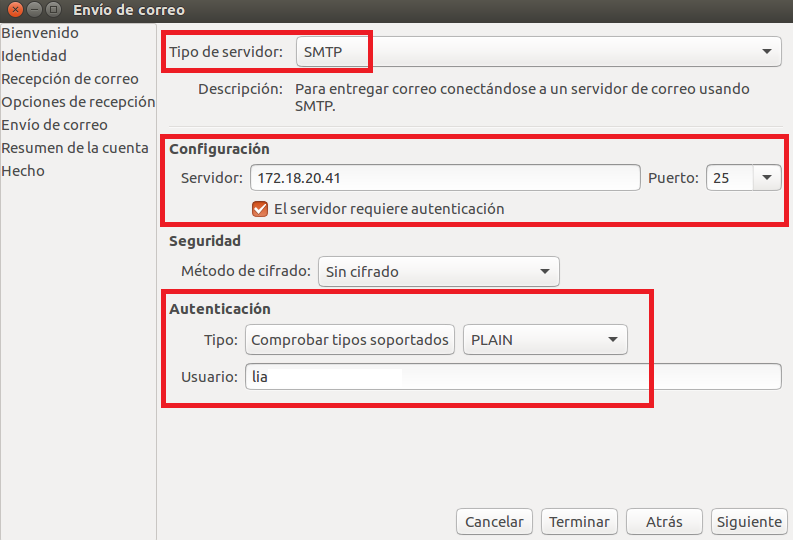 Envío de correo
Bienvenido
Identidad
Recepción de correo
Opciones de recepción
Envío de correo
Resumen de la cuenta
Hecho
Tipo de servidor: SMTP
Descripción: Para entregar correo conectándose a un servidor de correo usando
SMTP.
Configuración
Servidor: 172.18.20.41 Puerto: 25
El servidor requiere autenticación
Seguridad
Método de cifrado: Sin cifrado
Autenticación
Tipo: Comprobar tipos soportados PLAIN
Usuario: lia
Cancelar Terminar Atrás Siguiente